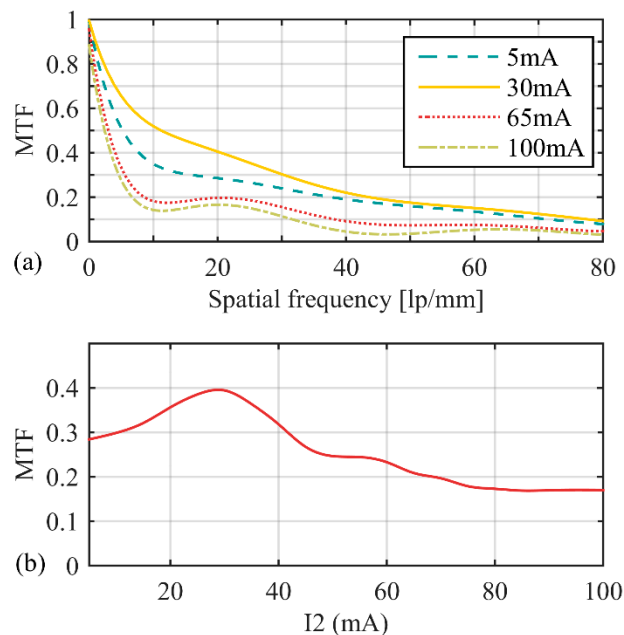 1
0.8
0.6
0.4
0.2
0
MTF
5mA
30mA
65mA
100mA
(a)
0 20 40 60 80
Spatial frequency [lp/mm]
0.4
0.3
0.2
0.1
0
MTF
(b)
20 40 60 80 100
I2 (mA)